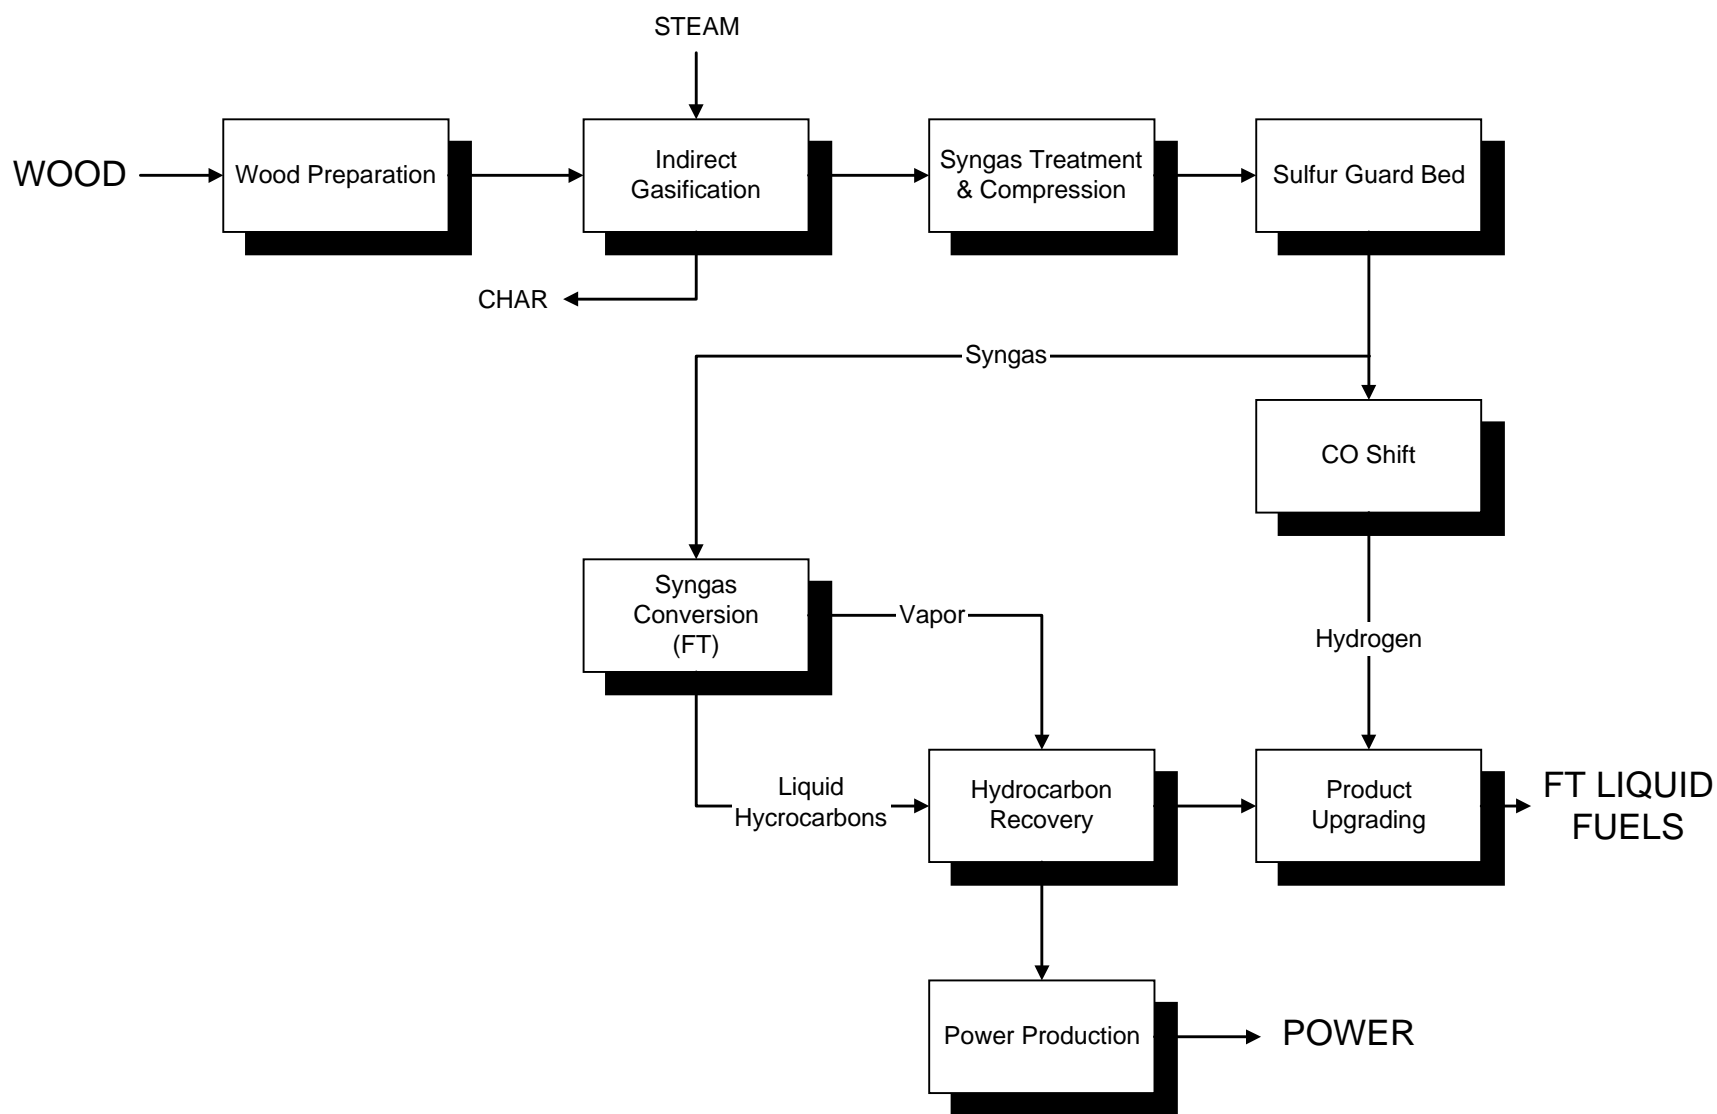 STEAM
WOOD
Wood Preparation
Indirect
Gasification
Syngas Treatment
& Compression
Sulfur Guard Bed
CHAR
Syngas
CO Shift
Syngas
Conversion
(FT)
Vapor
Hydrogen
Liquid
Hycrocarbons
Hydrocarbon
Recovery
Product
Upgrading
FT LIQUID
FUELS
Power Production
POWER